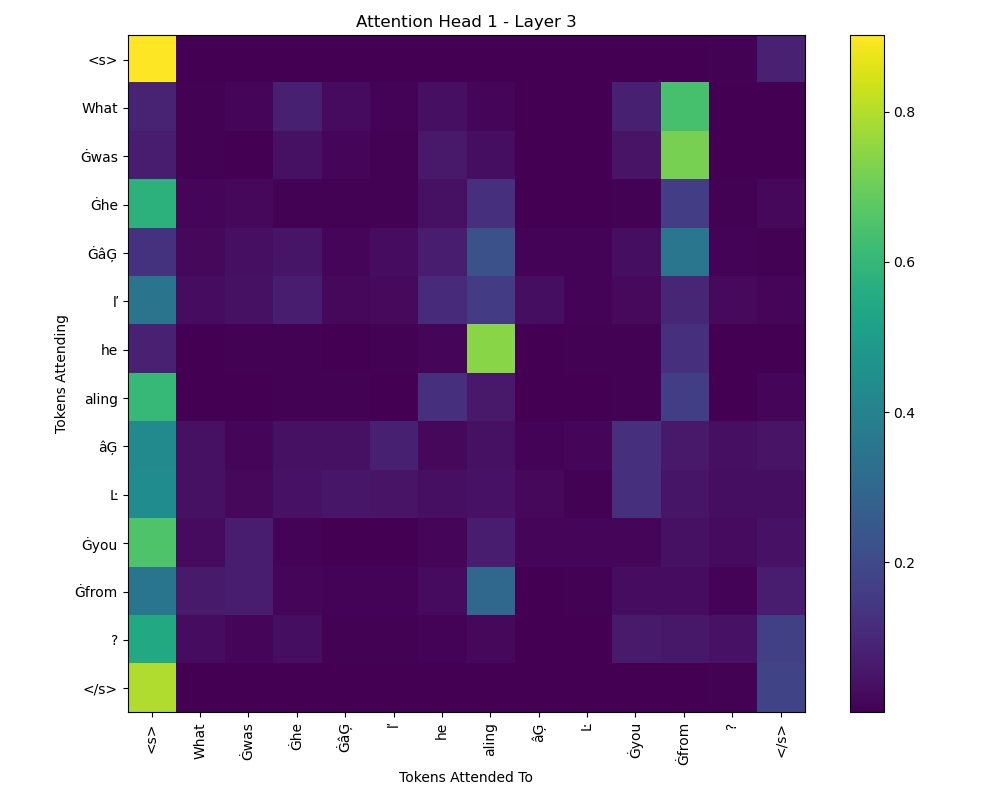 Attention Head 1 - Layer 3
Tokens Attending
<s>
What
Ġwas
Ġhe
ĠâĢ
ľ
he
aling
âĢ
Ŀ
Ġyou
Ġfrom
?
</s>
<s>
What
Ġwas
Ġhe
ĠâĢ
ľ
he
aling
âĢ
Ŀ
Ġyou
Ġfrom
?
</s>
Tokens Attended To
0.8
0.6
0.4
0.2